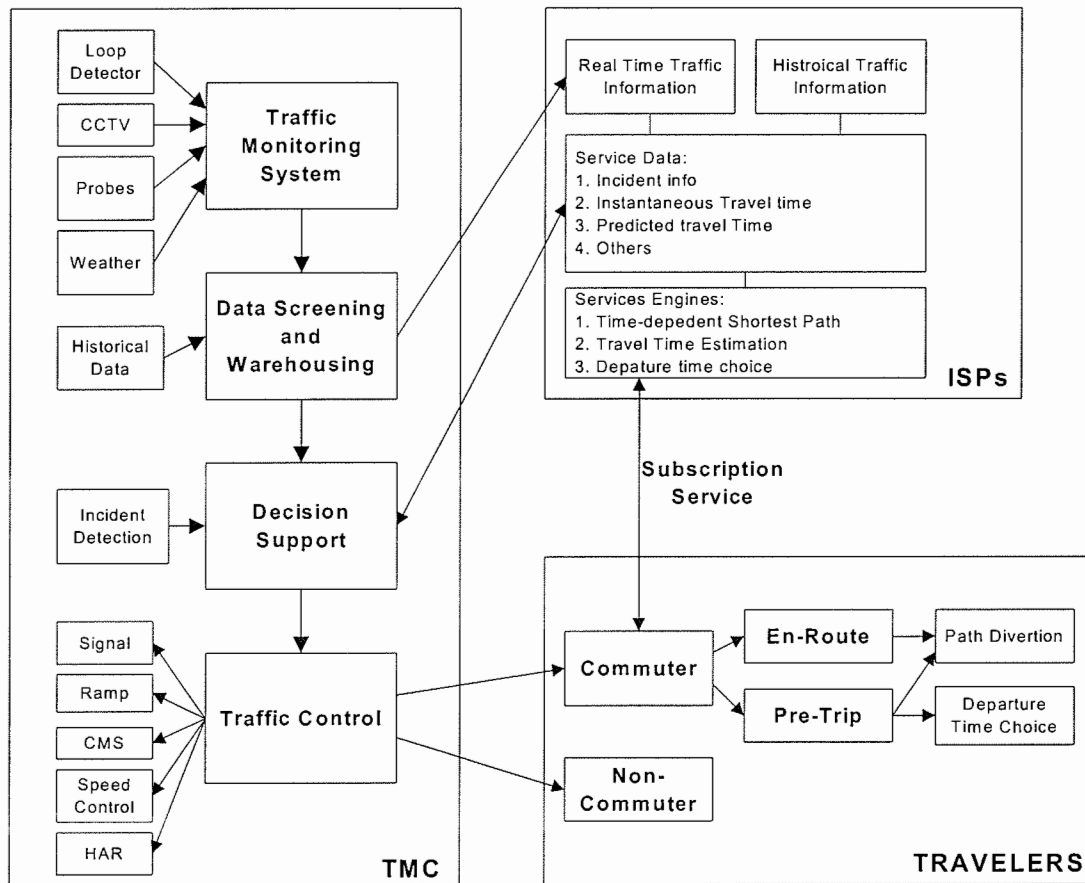 Loop
Detector
CCTV
Probes
Weather
Traffic
Monitoring
System
Historical
Data
Data Screening
and
Warehousing
Incident
Detection
Decision
Support
Signal
Ramp
CMS
Speed
Control
HAR
Traffic Control
TMC
Real Time Traffic
Information
Histroical Traffic
Information
Service Data:
1. Incident info
2. Instantaneous Travel time
3. Predicted travel Time
4. Others
Services Engines:
1. Time-depedent Shortest Path
2. Travel Time Estimation
3. Depature time choice
ISPs
Subscription
Service
Commuter
En-Route
Path Divertion
Pre-Trip
Departure
Time Choice
Non-
Commuter
TRAVELERS